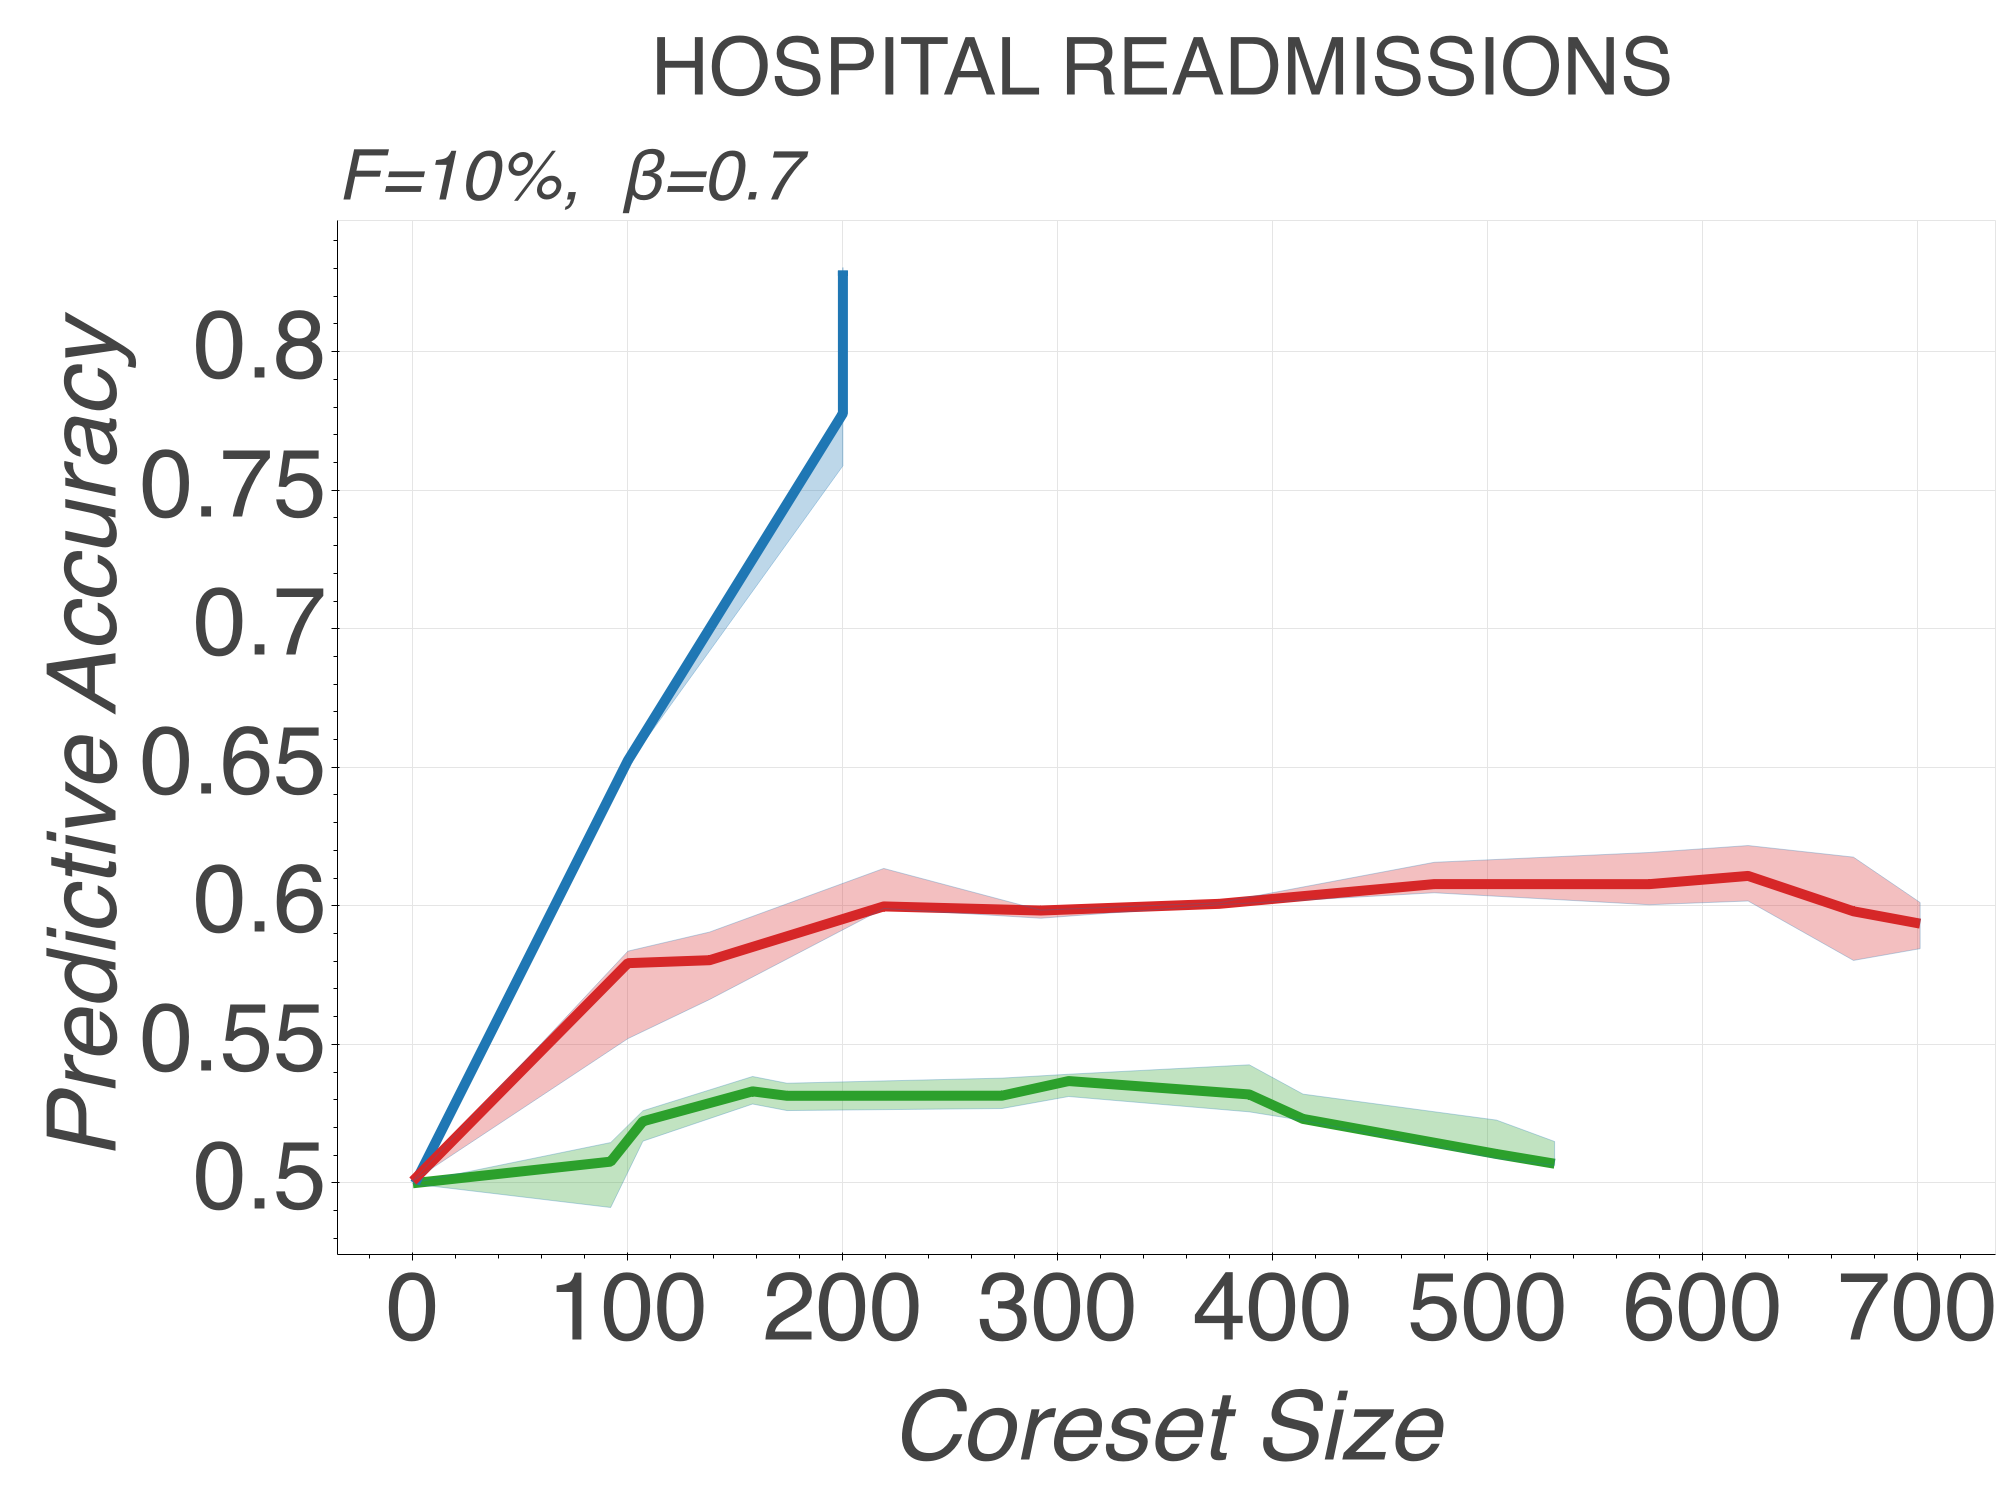 HOSPITAL READMISSIONS
F=10%, β=0.7
Predictive Accuracy
0.8
0.75
0.7
0.65
0.6
0.55
0.5
0 100 200 300 400 500 600 700
Coreset Size